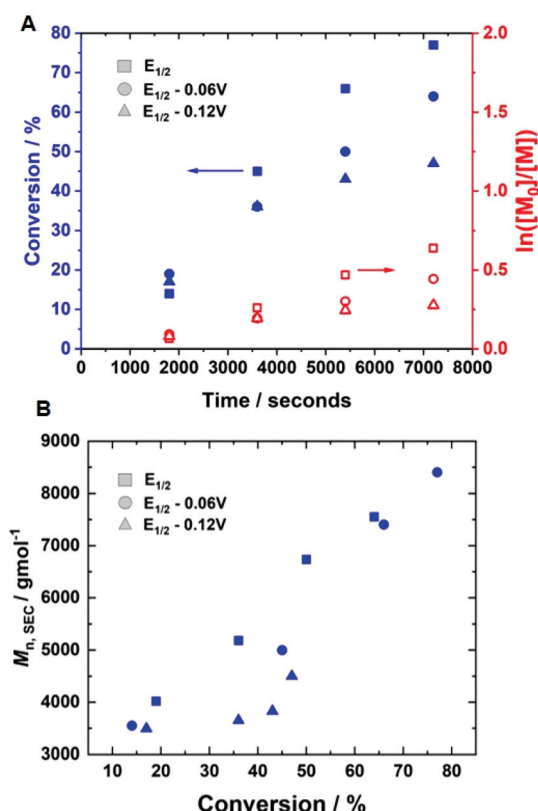 A
80
70
60
50
40
30
20
10
0
Conversion / %
E1/2
E1/2 - 0.06V
E1/2 - 0.12V
2.0
1.5
1.0
0.5
0.0
ln([M0]/[M])
0 1000 2000 3000 4000 5000 6000 7000 8000
Time / seconds
B
9000
8000
7000
6000
5000
4000
3000
Mn, SEC / gmol-1
E1/2
E1/2 - 0.06V
E1/2 - 0.12V
10 20 30 40 50 60 70 80
Conversion / %